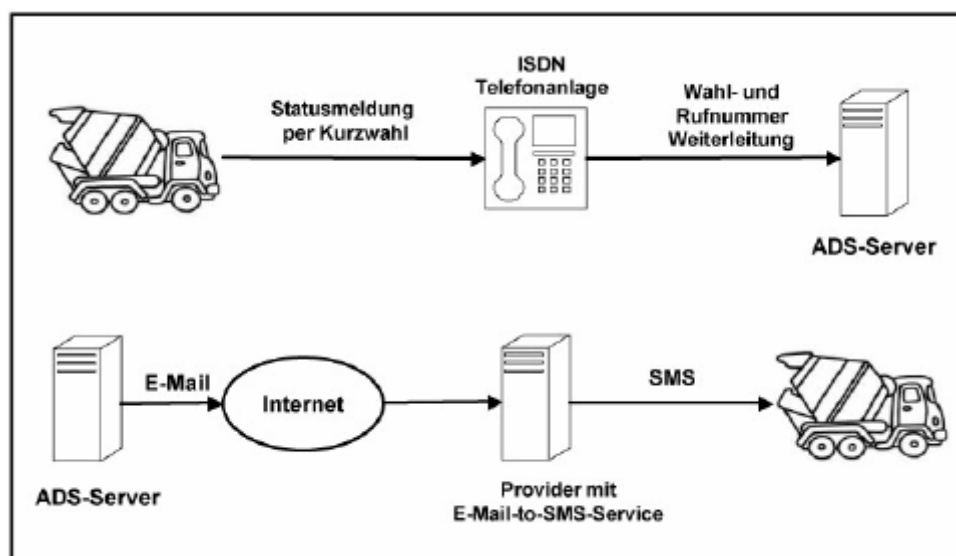 ISDN
Telefonanlage
Statusmeldung
per Kurzwahl
Wahl- und
Rufnummer
Weiterleitung
ADS-Server
E-Mail
Internet
SMS
ADS-Server
Provider mit
E-Mail-to-SMS-Service